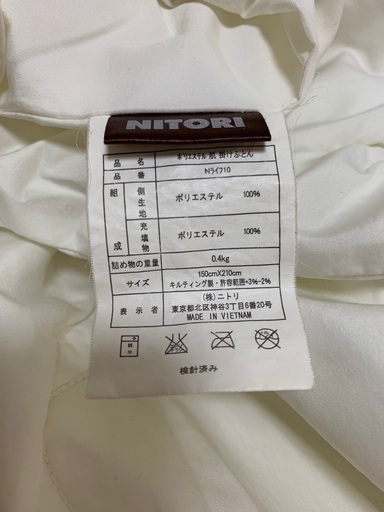 NITORI
品 名 ポリエステル 肌 掛けふとん
品 番 Nライフ10
組 側生地 ポリエステル 100%
成 充填物 ポリエステル 100%
詰め物の重量 0.4kg
サイズ 150cmX210cm
キルティング製・許容範囲+3%-2%
表 示 者 (株)ニトリ
東京都北区神谷3丁目6番20号
MADE IN VIETNAM
検針済み